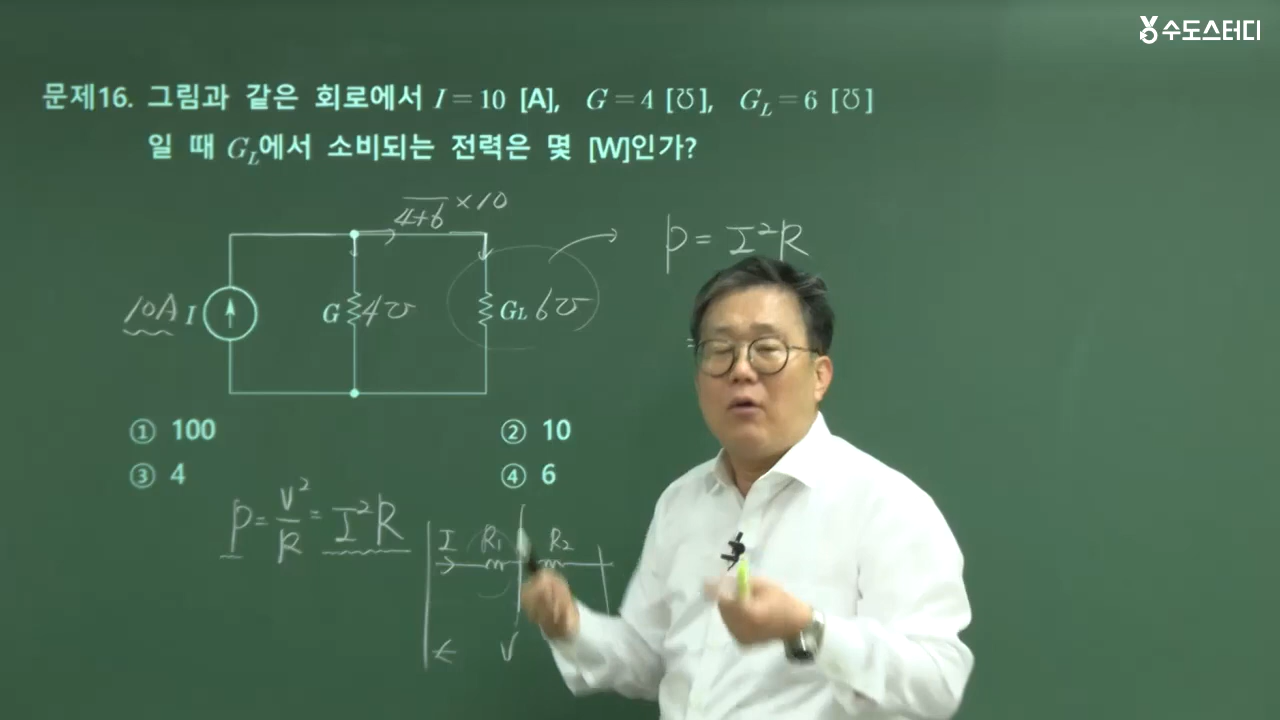 수도스터디
문제16. 그림과 같은 회로에서 I = 10 [A], G = 4 [℧], G_L = 6 [℧]
일 때 G_L에서 소비되는 전력은 몇 [W]인가?
4+6 ×10
P = I²R
10A I
G 4℧
GL 6℧
=
① 100
② 10
③ 4
④ 6
P = V²/R = I²R
I R₁ R₂
V